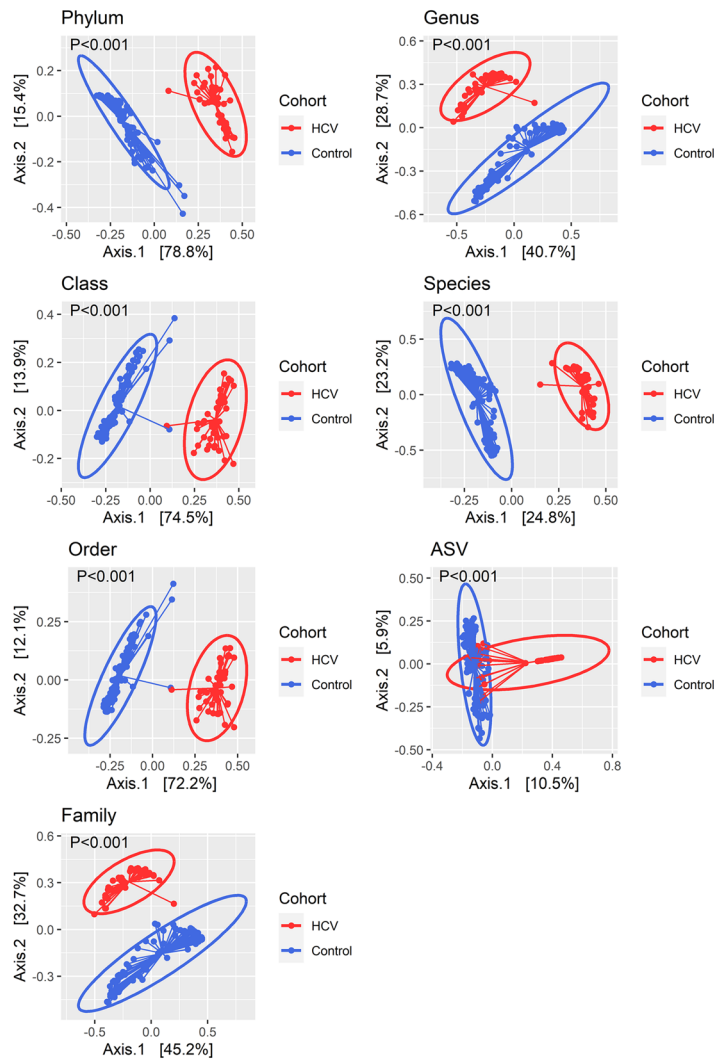 Phylum
P<0.001
Axis.2 [15.4%]
0.2
0.0
-0.2
-0.4
-0.50
-0.25
0.00
0.25
0.50
Axis.1 [78.8%]
Cohort
HCV
Control
Genus
P<0.001
Axis.2 [28.7%]
0.6
0.3
0.0
-0.3
-0.6
-0.5
0.0
0.5
Axis.1 [40.7%]
Cohort
HCV
Control
Class
P<0.001
Axis.2 [13.9%]
0.4
0.2
0.0
-0.2
-0.50
-0.25
0.00
0.25
0.50
Axis.1 [74.5%]
Cohort
HCV
Control
Species
P<0.001
Axis.2 [23.2%]
0.5
0.0
-0.5
-0.25
0.00
0.25
0.50
Axis.1 [24.8%]
Cohort
HCV
Control
Order
P<0.001
Axis.2 [12.1%]
0.25
0.00
-0.25
-0.25
0.00
0.25
0.50
Axis.1 [72.2%]
Cohort
HCV
Control
ASV
P<0.001
Axis.2 [5.9%]
0.50
0.25
0.00
-0.25
-0.50
-0.4
0.0
0.4
0.8
Axis.1 [10.5%]
Cohort
HCV
Control
Family
P<0.001
Axis.2 [32.7%]
0.6
0.3
0.0
-0.3
-0.5
0.0
0.5
Axis.1 [45.2%]
Cohort
HCV
Control